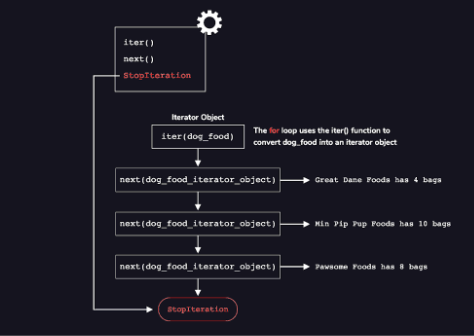 iter()
next()
StopIteration
Iterator Object
iter(dog_food)
The for loop uses the iter() function to
convert dog_food into an iterator object
next(dog_food_iterator_object)
Great Dane Foods has 4 bags
next(dog_food_iterator_object)
Min Pip Pup Foods has 10 bags
next(dog_food_iterator_object)
Pawsome Foods has 8 bags
StopIteration